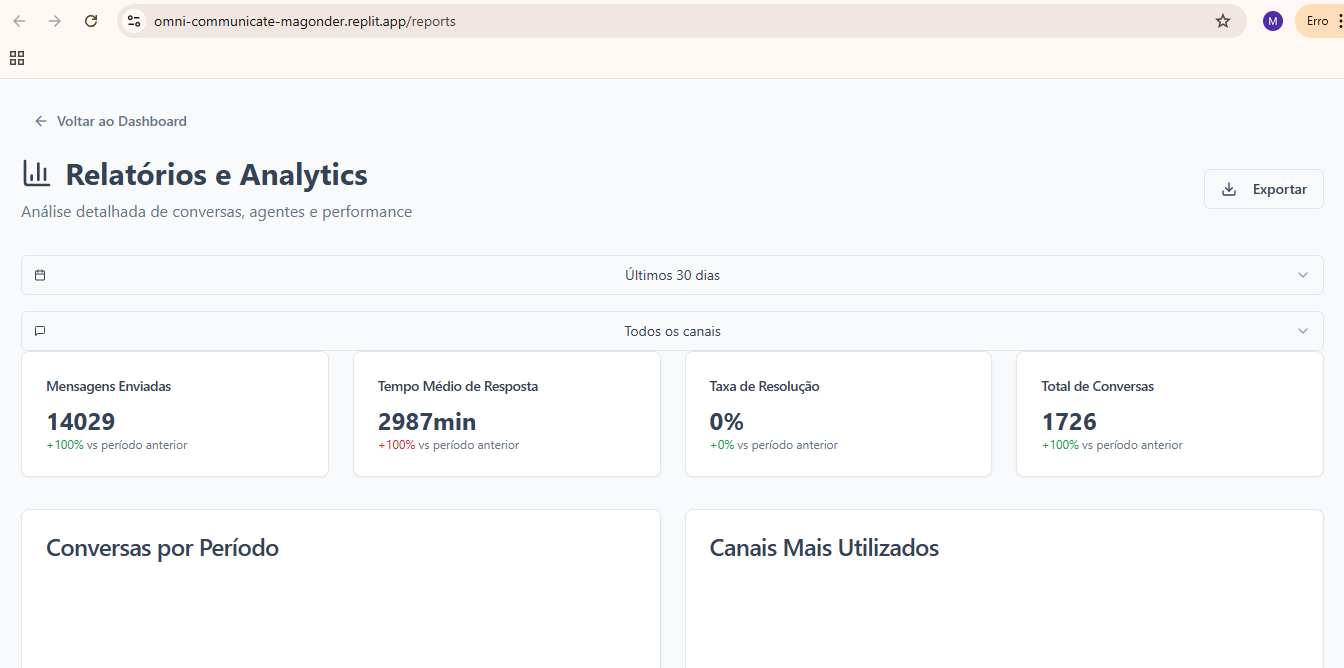 omni-communicate-magonder.replit.app/reports
M
Erro
Voltar ao Dashboard
Relatórios e Analytics
Análise detalhada de conversas, agentes e performance
Exportar
Últimos 30 dias
Todos os canais
Mensagens Enviadas
14029
+100% vs período anterior
Tempo Médio de Resposta
2987min
+100% vs período anterior
Taxa de Resolução
0%
+0% vs período anterior
Total de Conversas
1726
+100% vs período anterior
Conversas por Período
Canais Mais Utilizados